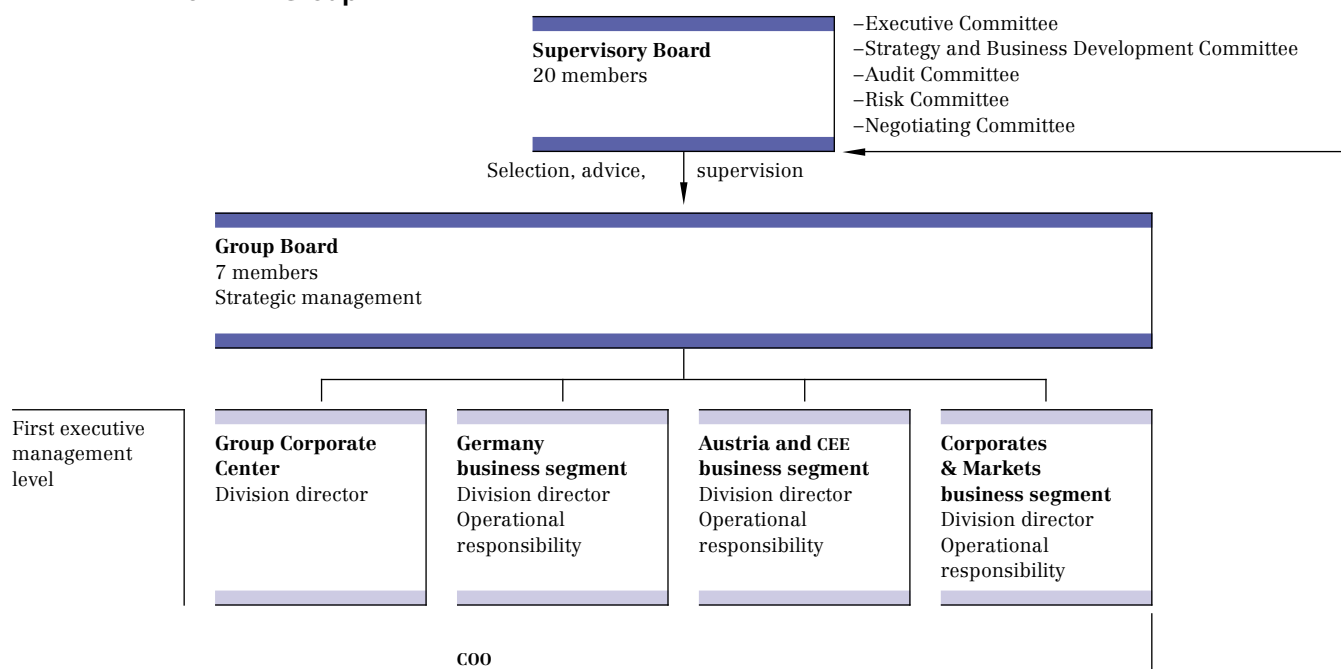 Group
Supervisory Board
20 members
–Executive Committee
–Strategy and Business Development Committee
–Audit Committee
–Risk Committee
–Negotiating Committee
Selection, advice, supervision
Group Board
7 members
Strategic management
First executive
management
level
Group Corporate
Center
Division director
Germany
business segment
Division director
Operational
responsibility
Austria and CEE
business segment
Division director
Operational
responsibility
Corporates
& Markets
business segment
Division director
Operational
responsibility
COO